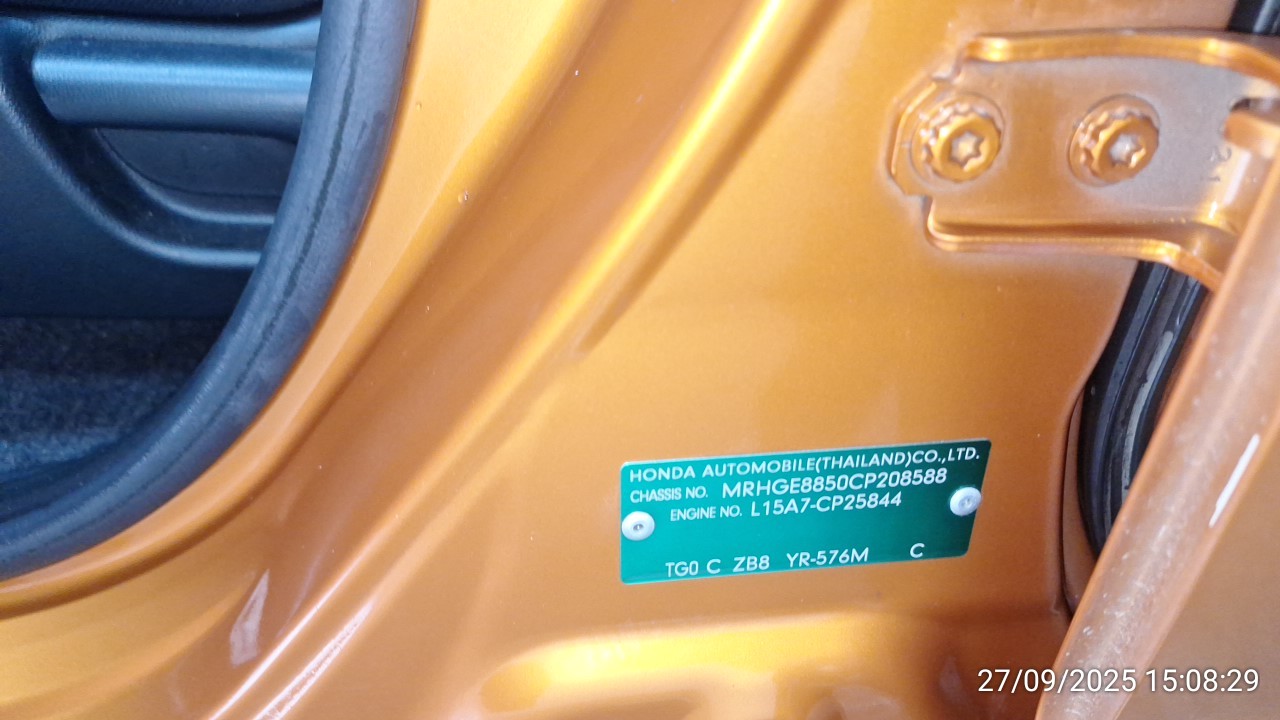 HONDA AUTOMOBILE(THAILAND)CO.,LTD.
CHASSIS NO. MRHGE8850CP208588
ENGINE NO. L15A7-CP25844
TG0 C ZB8 YR-576M C
21
27/09/2025 15:08:29